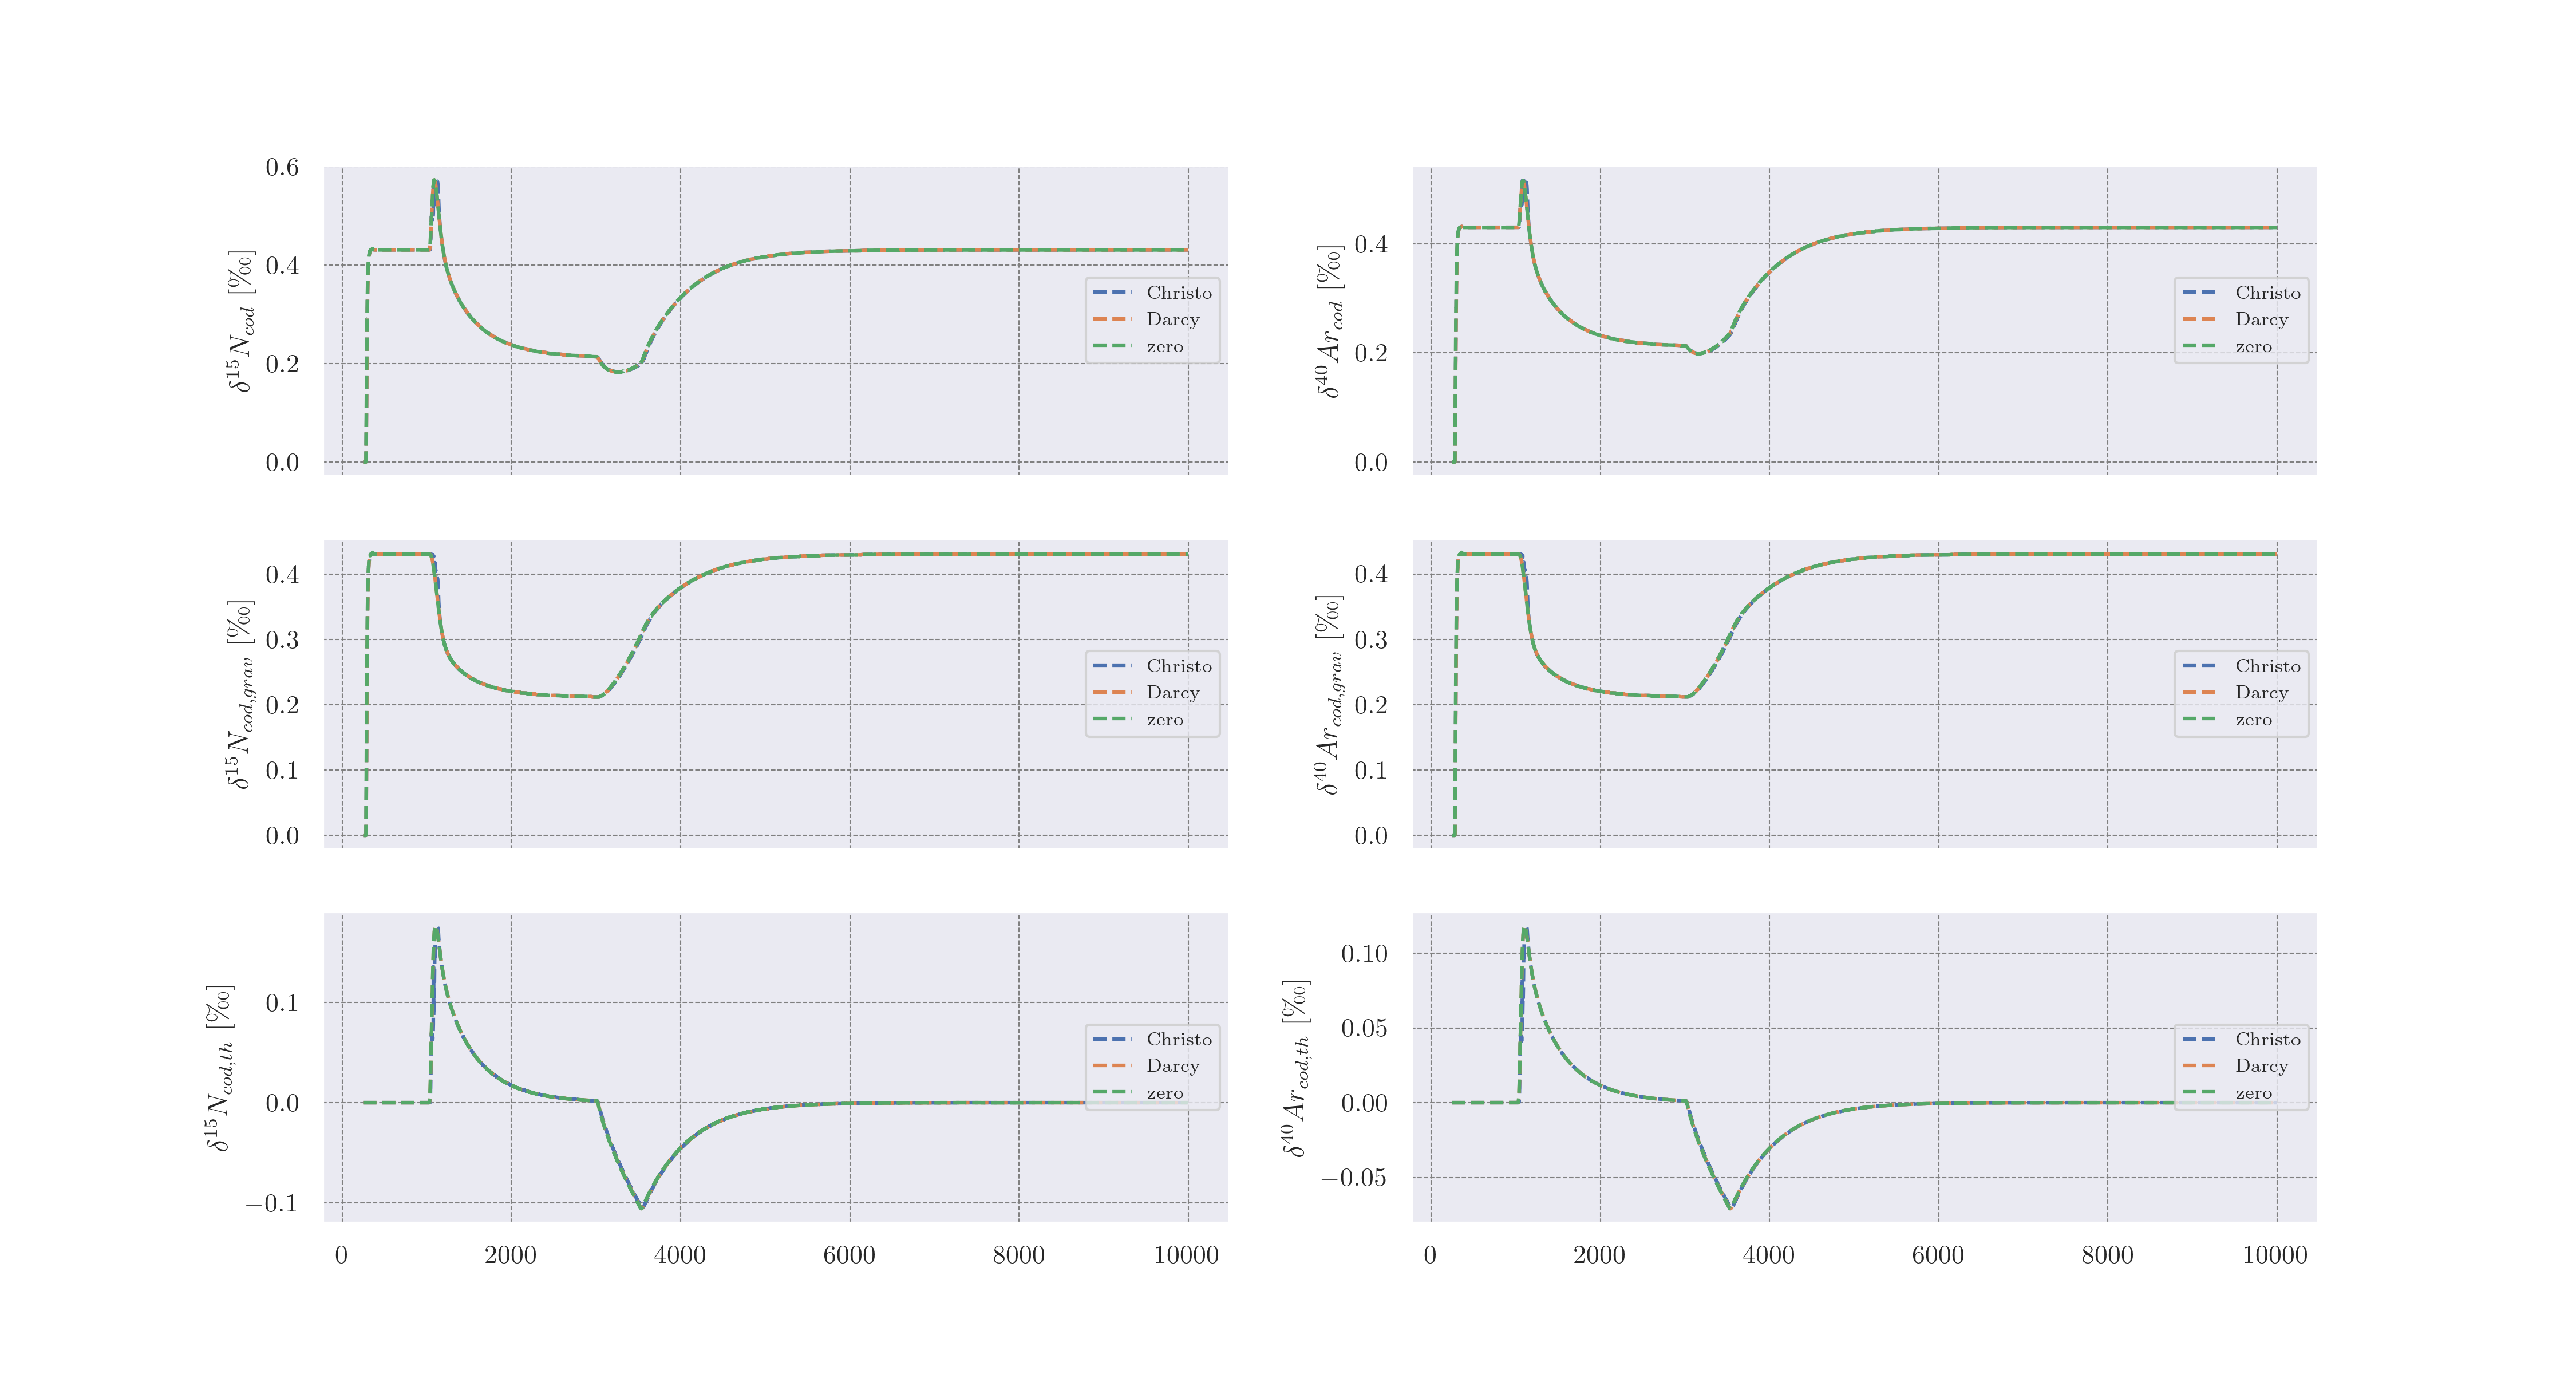 0.6
0.4
0.2
0.0
δ¹⁵N_cod [‰]
Christo
Darcy
zero
0.4
0.2
0.0
δ⁴⁰Ar_cod [‰]
Christo
Darcy
zero
0.4
0.3
0.2
0.1
0.0
δ¹⁵N_cod,grav [‰]
Christo
Darcy
zero
0.4
0.3
0.2
0.1
0.0
δ⁴⁰Ar_cod,grav [‰]
Christo
Darcy
zero
0.1
0.0
−0.1
δ¹⁵N_cod,th [‰]
Christo
Darcy
zero
0 2000 4000 6000 8000 10000
0.10
0.05
0.00
−0.05
δ⁴⁰Ar_cod,th [‰]
Christo
Darcy
zero
0 2000 4000 6000 8000 10000